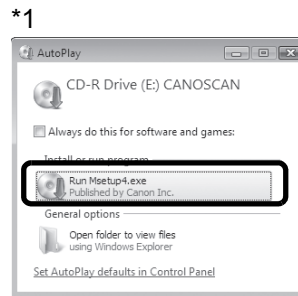 *1
AutoPlay
CD-R Drive (E:) CANOSCAN
Always do this for software and games:
Install or run program
Run Msetup4.exe
Published by Canon Inc.
General options
Open folder to view files
using Windows Explorer
Set AutoPlay defaults in Control Panel